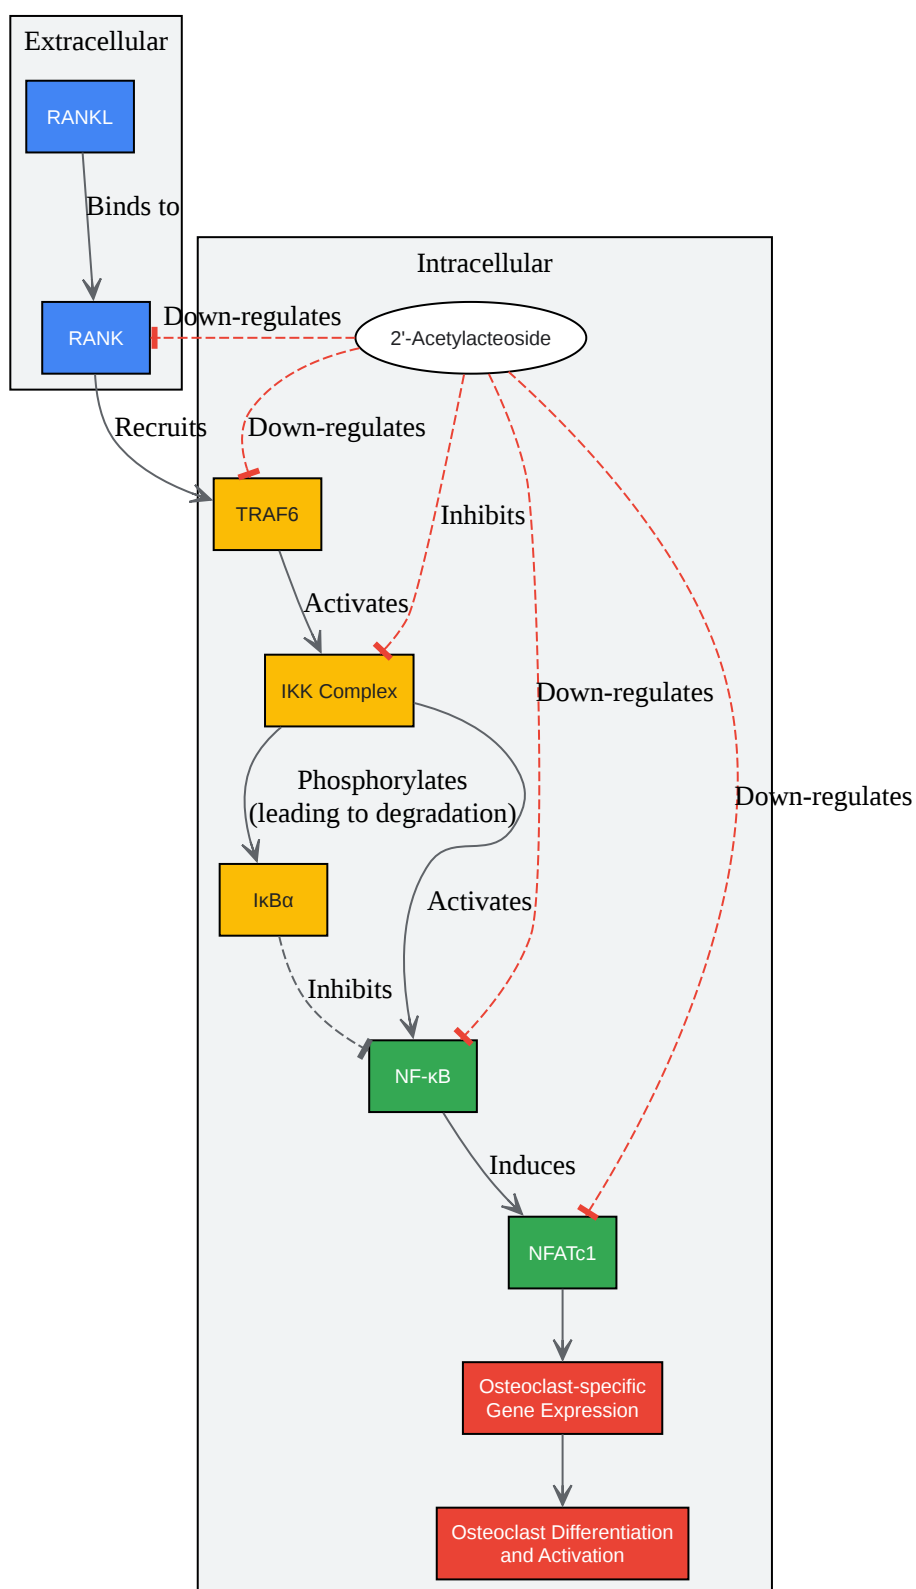 Extracellular
RANKL
Binds to
Intracellular
RANK
Down-regulates
2'-Acetylacteoside
Recruits
Down-regulates
TRAF6
Inhibits
Activates
IKK Complex
Down-regulates
Phosphorylates
(leading to degradation)
Down-regulates
IκBα
Activates
Inhibits
NF-κB
Induces
NFATc1
Osteoclast-specific
Gene Expression
Osteoclast Differentiation
and Activation